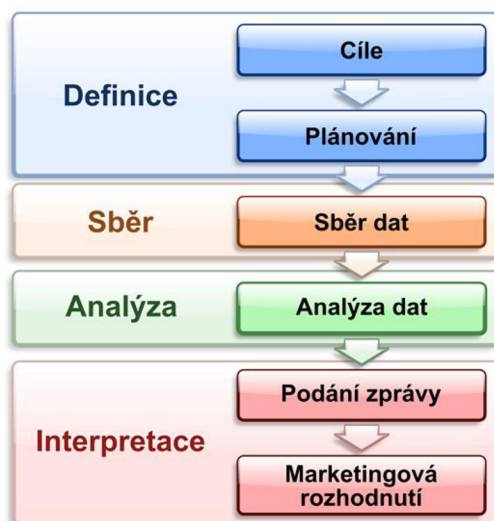 Definice
Cíle
Plánování
Sběr
Sběr dat
Analýza
Analýza dat
Interpretace
Podání zprávy
Marketingová
rozhodnutí